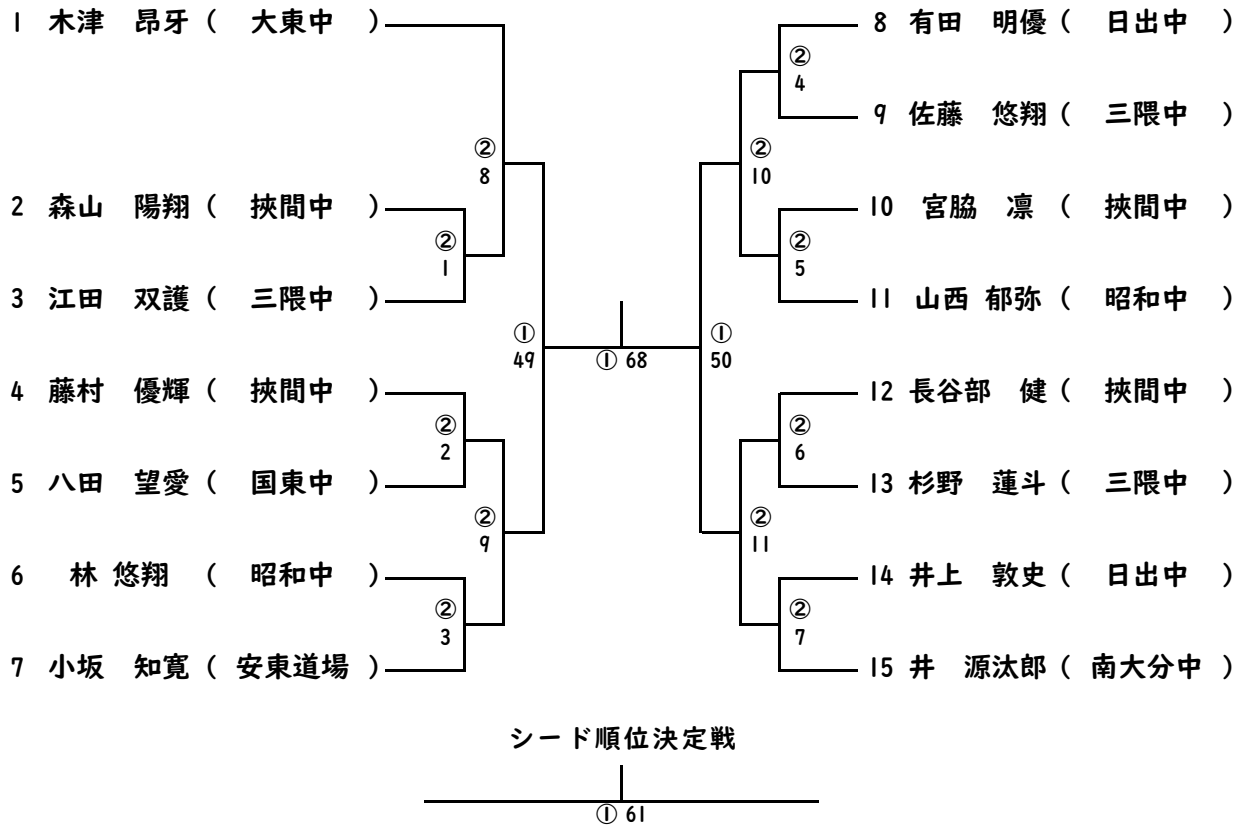 1 木津 昂牙 ( 大東中 )
8 有田 明優 ( 日出中 )
②
4
9 佐藤 悠翔 ( 三隈中 )
②
8
②
10
2 森山 陽翔 ( 挾間中 )
10 宮脇 凛 ( 挾間中 )
②
1
②
5
3 江田 双護 ( 三隈中 )
11 山西 郁弥 ( 昭和中 )
①
49
① 68
①
50
4 藤村 優輝 ( 挾間中 )
12 長谷部 健 ( 挾間中 )
②
2
②
6
5 八田 望愛 ( 国東中 )
13 杉野 蓮斗 ( 三隈中 )
②
9
②
11
6 林 悠翔 ( 昭和中 )
14 井上 敦史 ( 日出中 )
②
3
②
7
7 小坂 知寛 ( 安東道場 )
15 井 源汰郎 ( 南大分中 )
シード順位決定戦
① 61